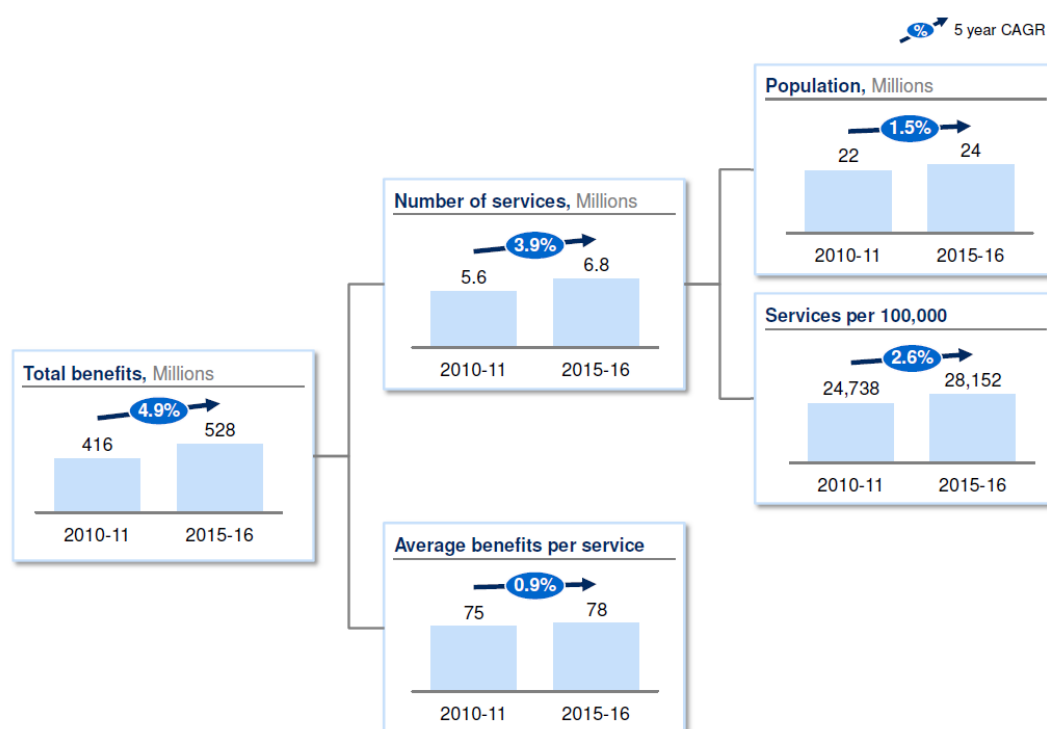 % 5 year CAGR
Population, Millions
1.5%
22 24
2010-11 2015-16
Number of services, Millions
3.9%
5.6 6.8
2010-11 2015-16
Services per 100,000
2.6%
24,738 28,152
2010-11 2015-16
Total benefits, Millions
4.9%
416 528
2010-11 2015-16
Average benefits per service
0.9%
75 78
2010-11 2015-16